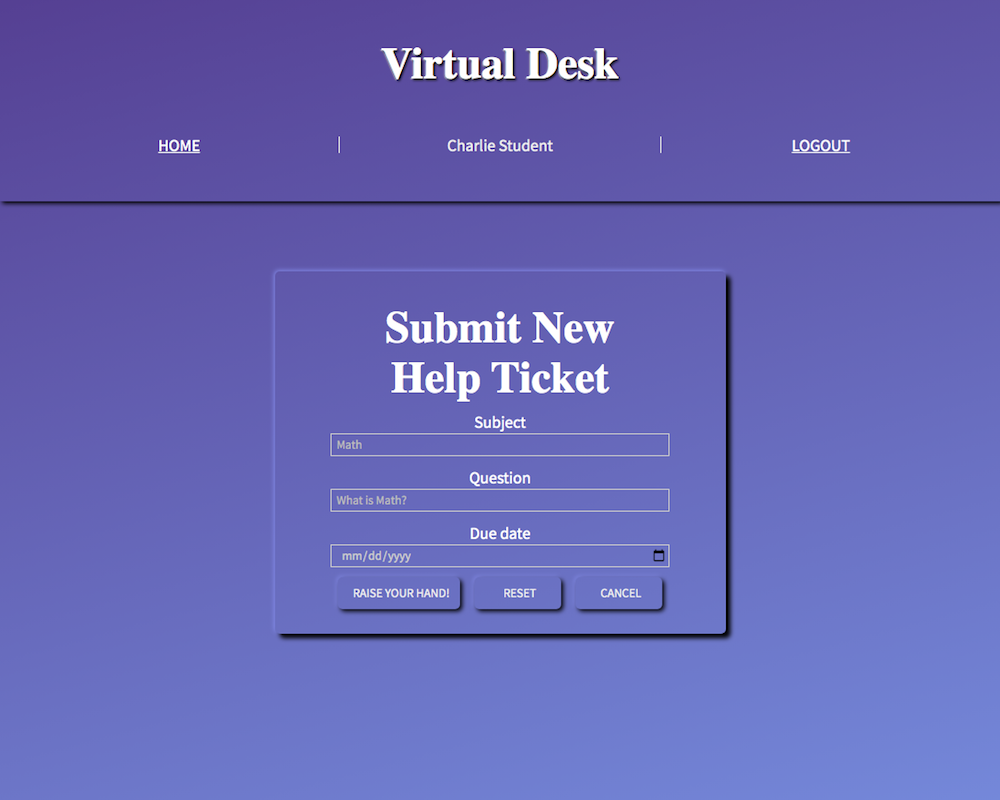 Virtual Desk
HOME
Charlie Student
LOGOUT
Submit New
Help Ticket
Subject
Math
Question
What is Math?
Due date
mm/dd/yyyy
RAISE YOUR HAND! RESET CANCEL